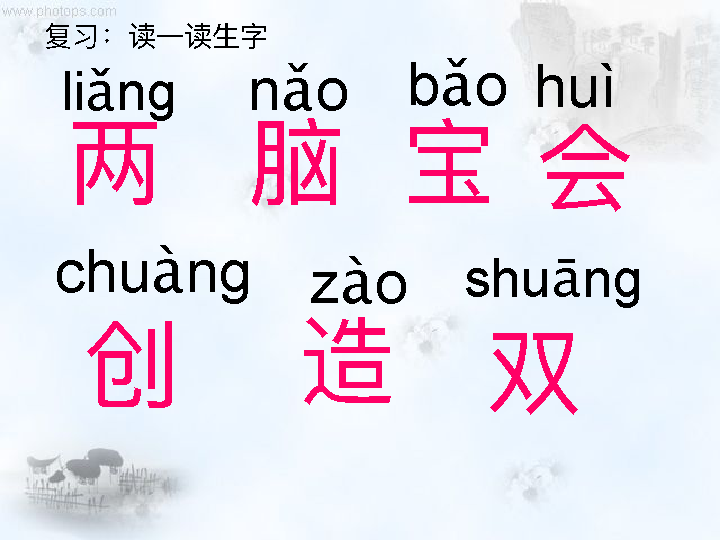 www.photops.com
复习：读一读生字
liǎng nǎo bǎo huì
两 脑 宝 会
chuàng zào shuāng
创 造 双